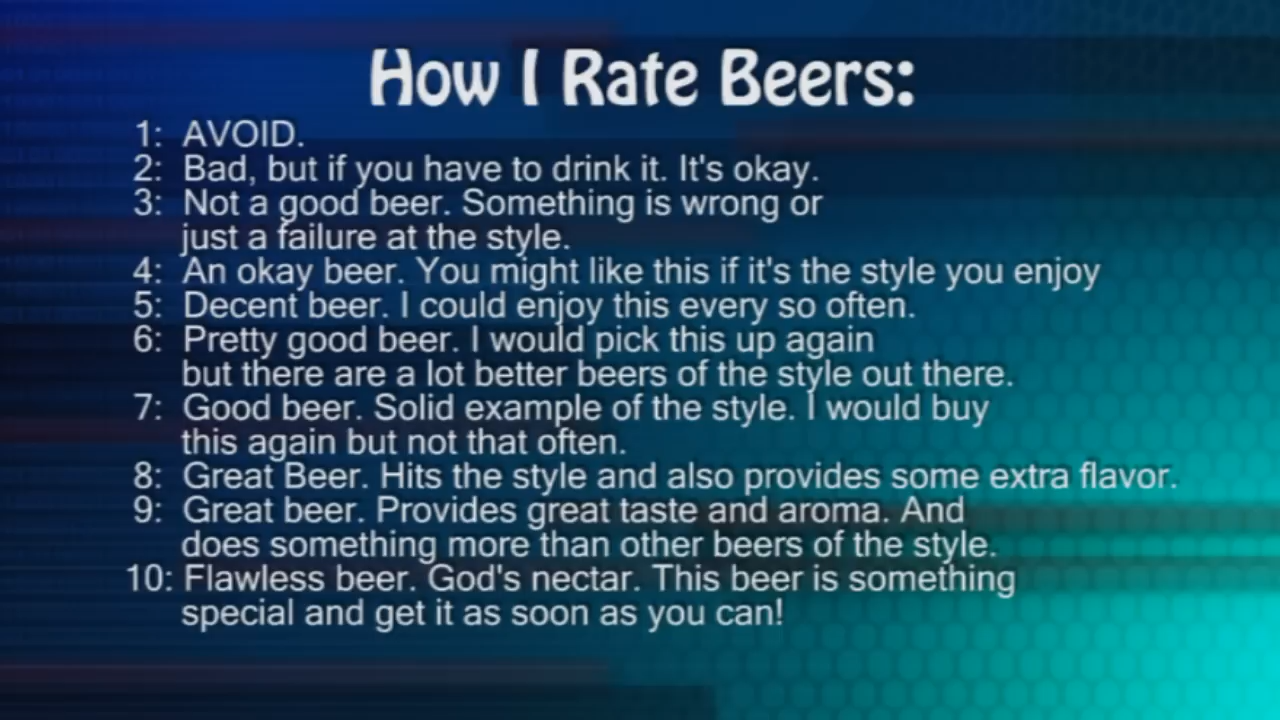 How I Rate Beers:
1: AVOID.
2: Bad, but if you have to drink it. It's okay.
3: Not a good beer. Something is wrong or
just a failure at the style.
4: An okay beer. You might like this if it's the style you enjoy
5: Decent beer. I could enjoy this every so often.
6: Pretty good beer. I would pick this up again
but there are a lot better beers of the style out there.
7: Good beer. Solid example of the style. I would buy
this again but not that often.
8: Great Beer. Hits the style and also provides some extra flavor.
9: Great beer. Provides great taste and aroma. And
does something more than other beers of the style.
10: Flawless beer. God's nectar. This beer is something
special and get it as soon as you can!